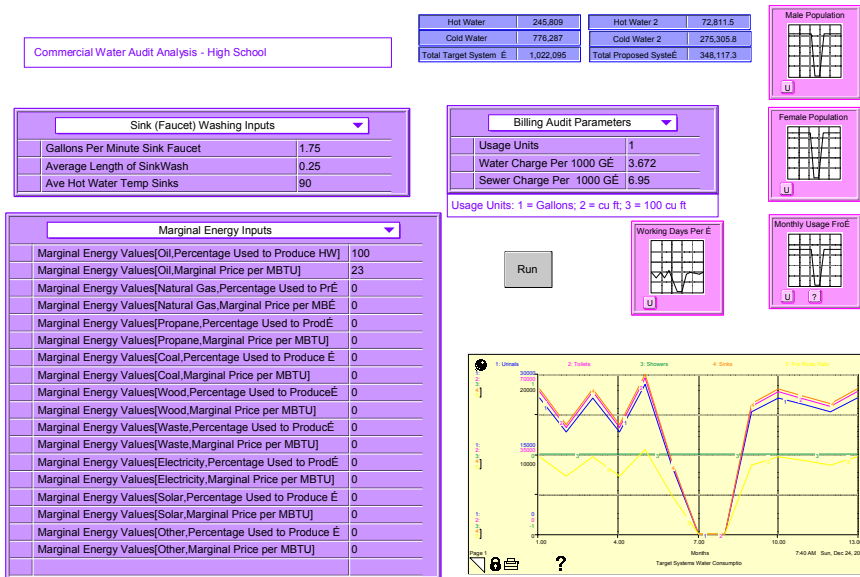 Commercial Water Audit Analysis - High School
Hot Water 245,809
Cold Water 776,287
Total Target System É 1,022,095
Hot Water 2 72,811.5
Cold Water 2 275,305.8
Total Proposed SysteÉ 348,117.3
Male Population
U
Sink (Faucet) Washing Inputs
Gallons Per Minute Sink Faucet 1.75
Average Length of SinkWash 0.25
Ave Hot Water Temp Sinks 90
Billing Audit Parameters
Usage Units 1
Water Charge Per 1000 GÉ 3.672
Sewer Charge Per 1000 GÉ 6.95
Usage Units: 1 = Gallons; 2 = cu ft; 3 = 100 cu ft
Female Population
U
Marginal Energy Inputs
Marginal Energy Values[Oil,Percentage Used to Produce HW] 100
Marginal Energy Values[Oil,Marginal Price per MBTU] 23
Marginal Energy Values[Natural Gas,Percentage Used to PrÉ 0
Marginal Energy Values[Natural Gas,Marginal Price per MBÉ 0
Marginal Energy Values[Propane,Percentage Used to ProdÉ 0
Marginal Energy Values[Propane,Marginal Price per MBTU] 0
Marginal Energy Values[Coal,Percentage Used to Produce É 0
Marginal Energy Values[Coal,Marginal Price per MBTU] 0
Marginal Energy Values[Wood,Percentage Used to ProduceÉ 0
Marginal Energy Values[Wood,Marginal Price per MBTU] 0
Marginal Energy Values[Waste,Percentage Used to ProducÉ 0
Marginal Energy Values[Waste,Marginal Price per MBTU] 0
Marginal Energy Values[Electricity,Percentage Used to ProdÉ 0
Marginal Energy Values[Electricity,Marginal Price per MBTU] 0
Marginal Energy Values[Solar,Percentage Used to Produce É 0
Marginal Energy Values[Solar,Marginal Price per MBTU] 0
Marginal Energy Values[Other,Percentage Used to Produce É 0
Marginal Energy Values[Other,Marginal Price per MBTU] 0
Run
Working Days Per É
U
Monthly Usage FroÉ
U ?
1: Urinals 2: Toilets 3: Showers 4: Sinks
30000
70000
1
20000
15000
35000
0
10000
0
0
-1
0
1.00 4.00 7.00 10.00 13.0
Page 1 Months 7:40 AM Sun, Dec 24, 20
Target Systems Water Consumptio
?